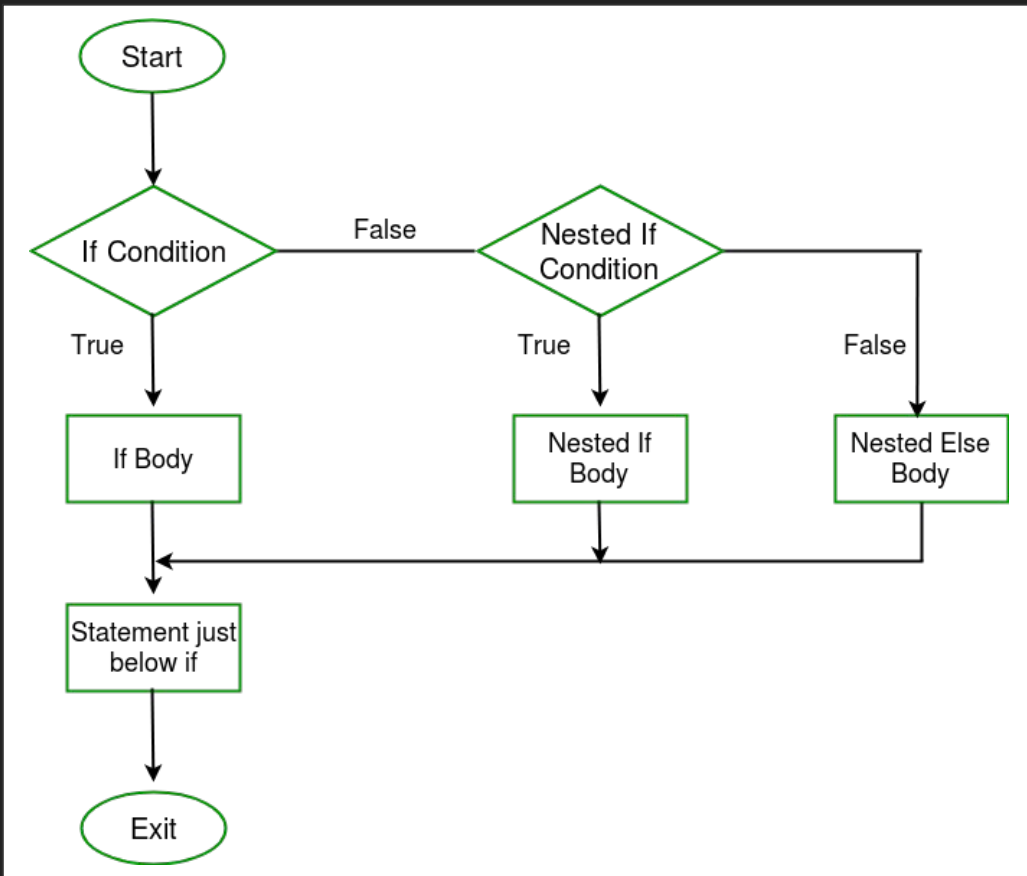 Start
If Condition
False
Nested If
Condition
True
True
False
If Body
Nested If
Body
Nested Else
Body
Statement just
below if
Exit